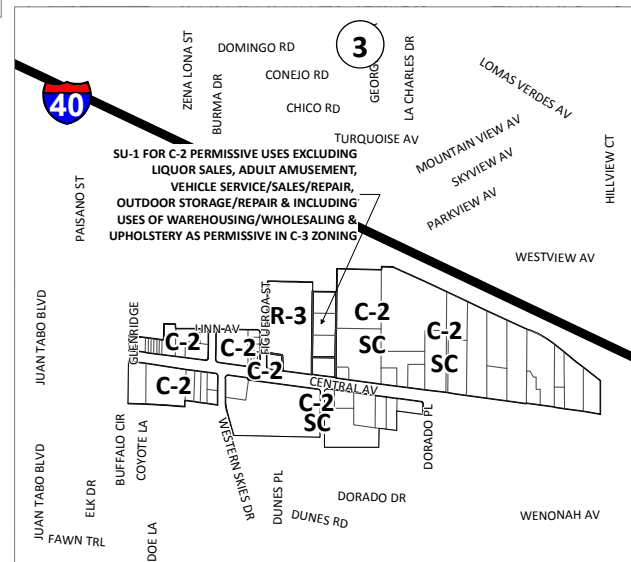 ZENA LONA ST
DOMINGO RD
3
GEORG
LA CHARLES DR
LOMAS VERDES AV
CONEJO RD
BURMA DR
CHICO RD
40
TURQUOISE AV
MOUNTAIN VIEW AV
SKYVIEW AV
PARKVIEW AV
HILLVIEW CT
PAISANO ST
SU-1 FOR C-2 PERMISSIVE USES EXCLUDING
LIQUOR SALES, ADULT AMUSEMENT,
VEHICLE SERVICE/SALES/REPAIR,
OUTDOOR STORAGE/REPAIR & INCLUDING
USES OF WAREHOUSING/WHOLESALING &
UPHOLSTERY AS PERMISSIVE IN C-3 ZONING
WESTVIEW AV
JUAN TABO BLVD
GLENRIDGE
LINN AV
FIGUEROA ST
R-3
C-2
SC
C-2
SC
C-2
C-2
C-2
C-2
CENTRAL AV
C-2
SC
DORADO PL
JUAN TABO BLVD
BUFFALO CIR
COYOTE LA
WESTERN SKIES DR
DUNES PL
ELK DR
DORADO DR
DUNES RD
WENONAH AV
FAWN TRL
DOE LA